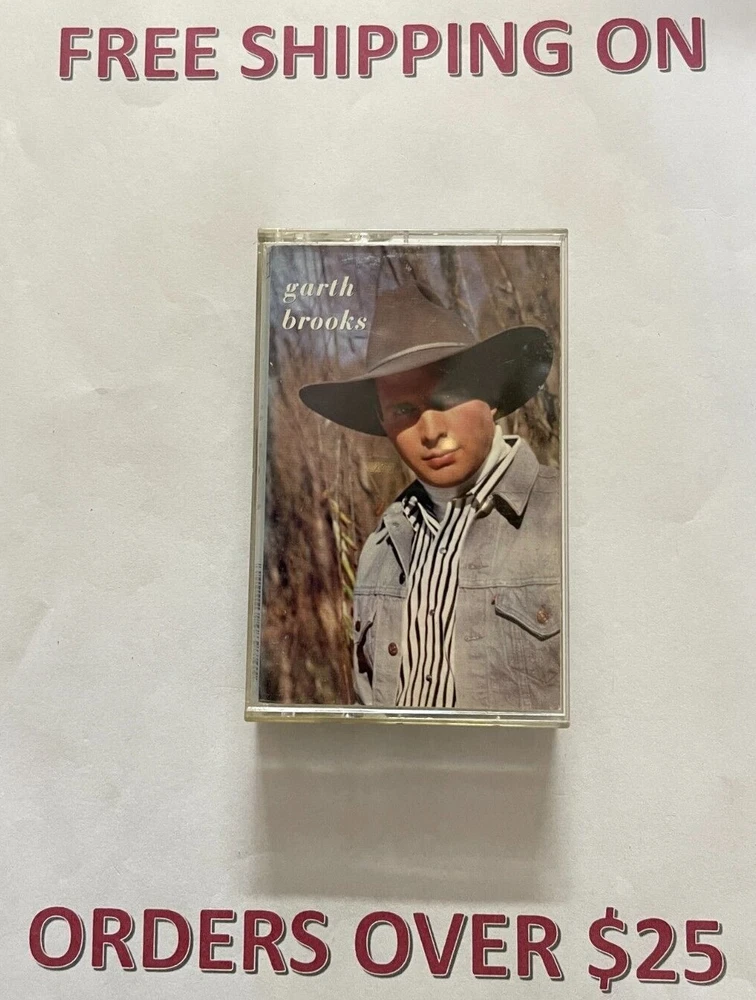 FREE SHIPPING ON
garth
brooks
ORDERS OVER $25